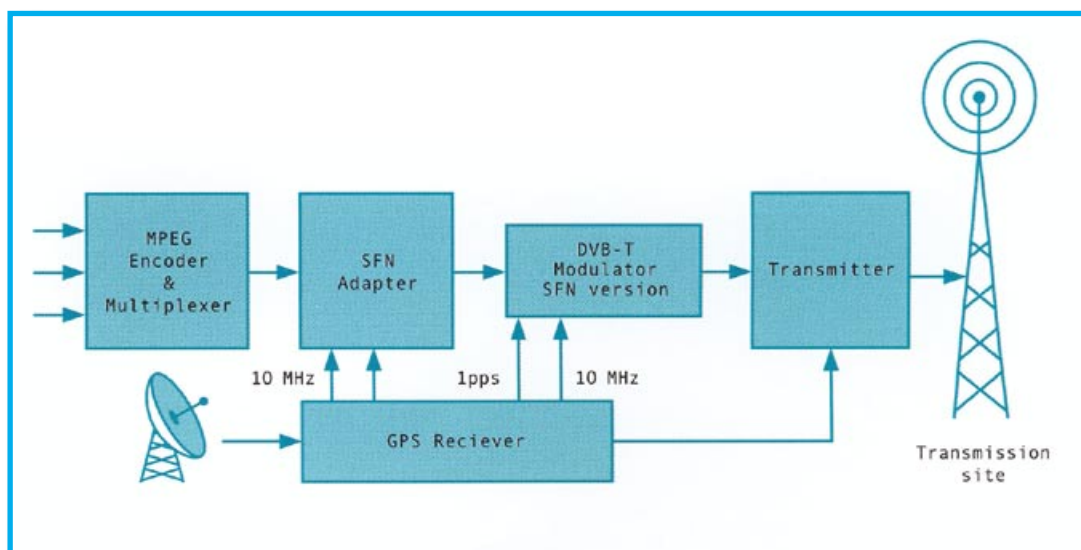 MPEG
Encoder
&
Multiplexer
SFN
Adapter
DVB-T
Modulator
SFN version
Transmitter
10 MHz
1pps
10 MHz
GPS Reciever
Transmission
site